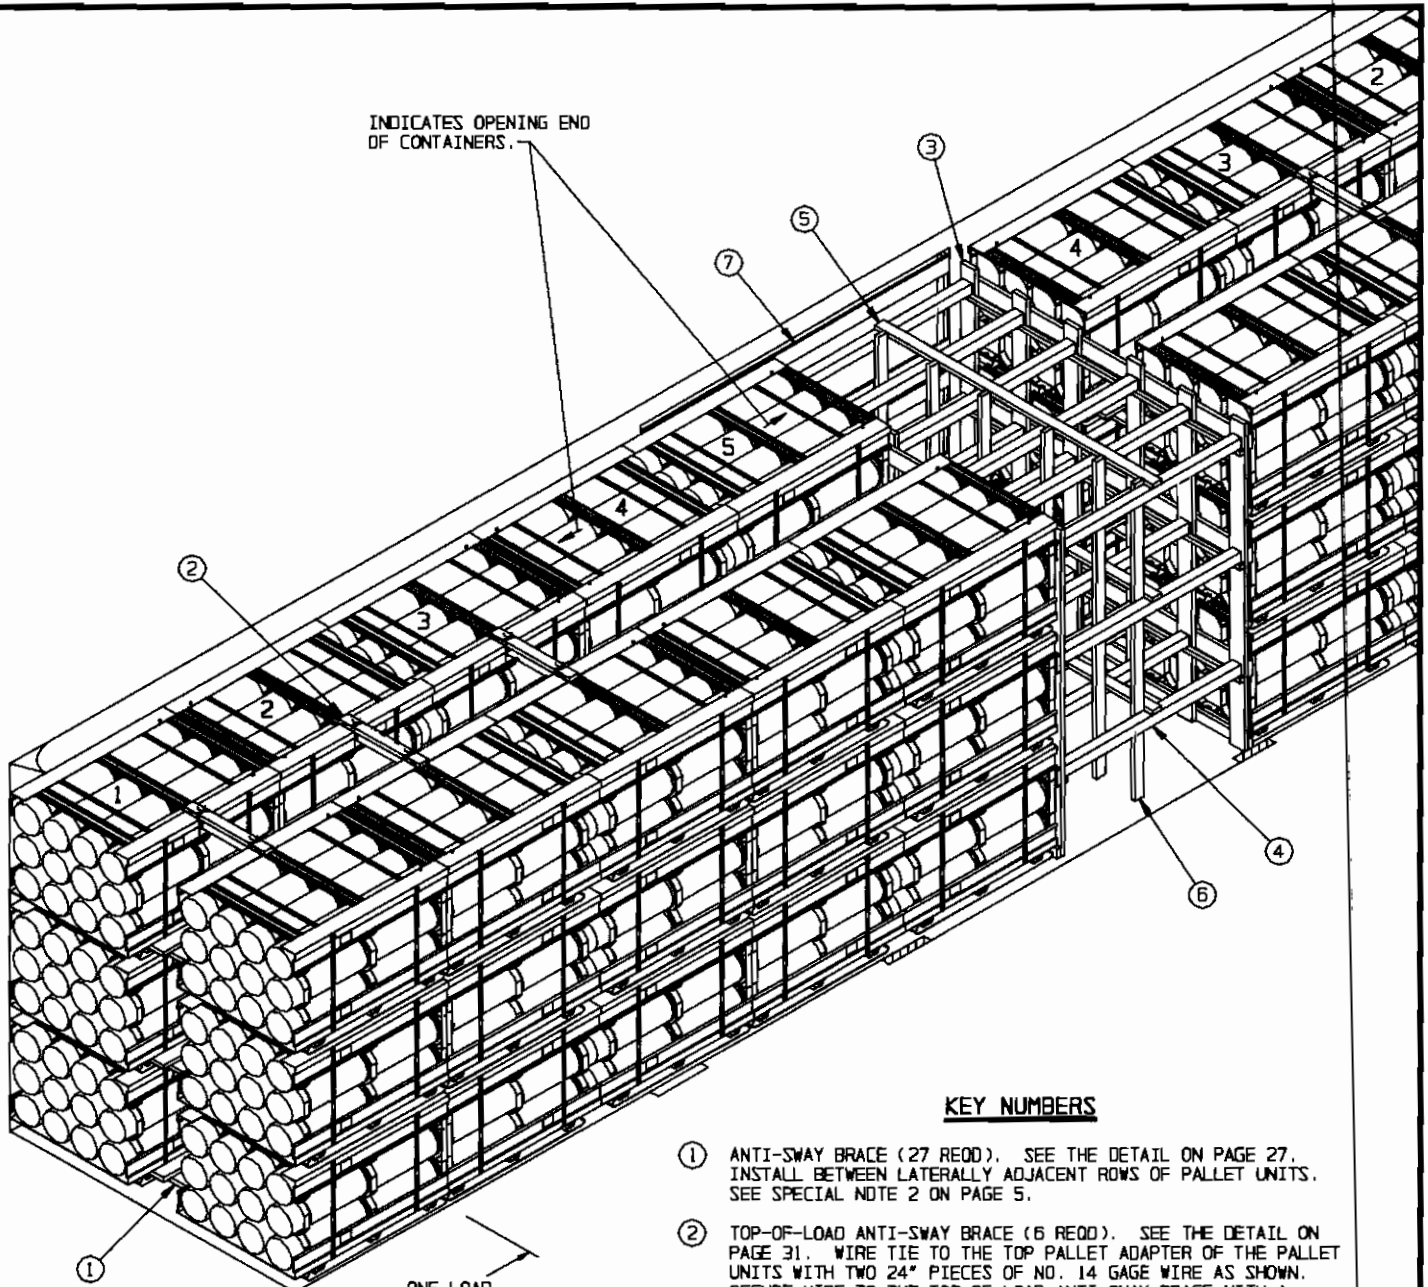 INDICATES OPENING END
OF CONTAINERS.
3
5
7
2
3
4
5
4
2
3
2
1
4
6
1
ONE LOAD
KEY NUMBERS
1 ANTI-SWAY BRACE (27 REQD). SEE THE DETAIL ON PAGE 27.
INSTALL BETWEEN LATERALLY ADJACENT ROWS OF PALLET UNITS.
SEE SPECIAL NOTE 2 ON PAGE 5.
2 TOP-OF-LOAD ANTI-SWAY BRACE (6 REQD). SEE THE DETAIL ON
PAGE 31. WIRE TIE TO THE TOP PALLET ADAPTER OF THE PALLET
UNITS WITH TWO 24" PIECES OF NO. 14 GAGE WIRE AS SHOWN.